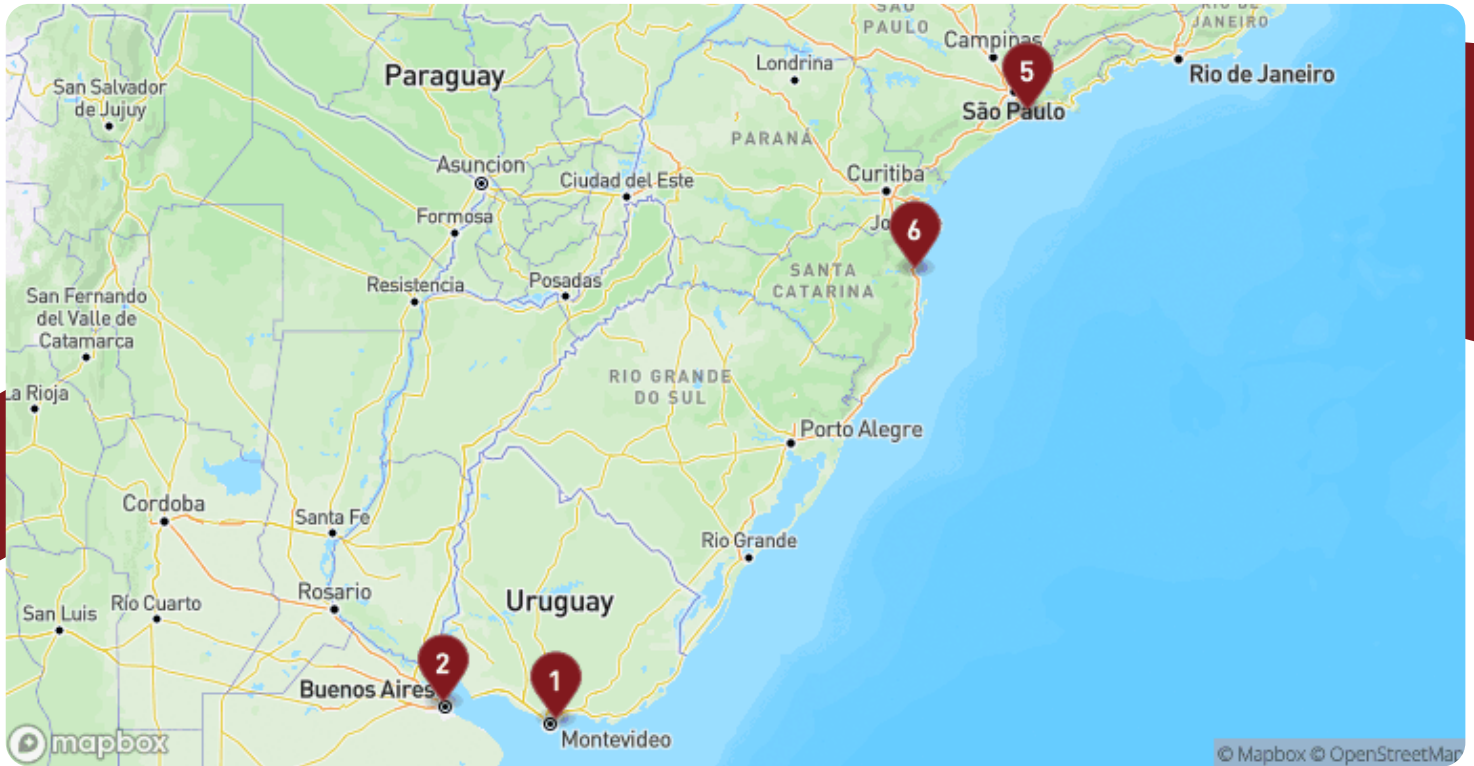 SÃO
PAULO
RIO DE
JANEIRO
Campinas
Londrina
5
Rio de Janeiro
Paraguay
San Salvador
de Jujuy
São Paulo
PARANÁ
Asuncion
Curitiba
Ciudad del Este
Formosa
Jo
6
SANTA
CATARINA
Resistencia
Posadas
San Fernando
del Valle de
Catamarca
RIO GRANDE
DO SUL
La Rioja
Porto Alegre
Cordoba
Santa Fe
Rio Grande
Rosario
Uruguay
San Luis
Río Cuarto
2
1
Buenos Aires
Montevideo
mapbox
© Mapbox © OpenStreetMap